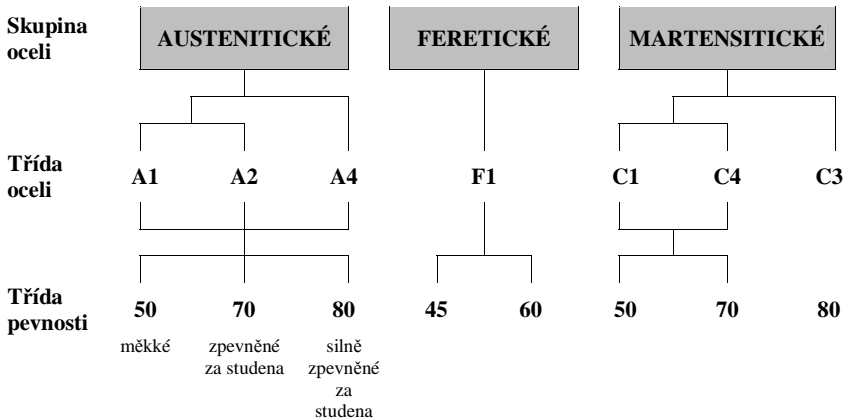 Skupina
oceli
AUSTENITICKÉ FERETICKÉ MARTENSITICKÉ
Třída
oceli
A1 A2 A4 F1 C1 C4 C3
Třída
pevnosti
50 70 80 45 60 50 70 80
měkké
zpevněné
za studena
silně
zpevněné
za
studena